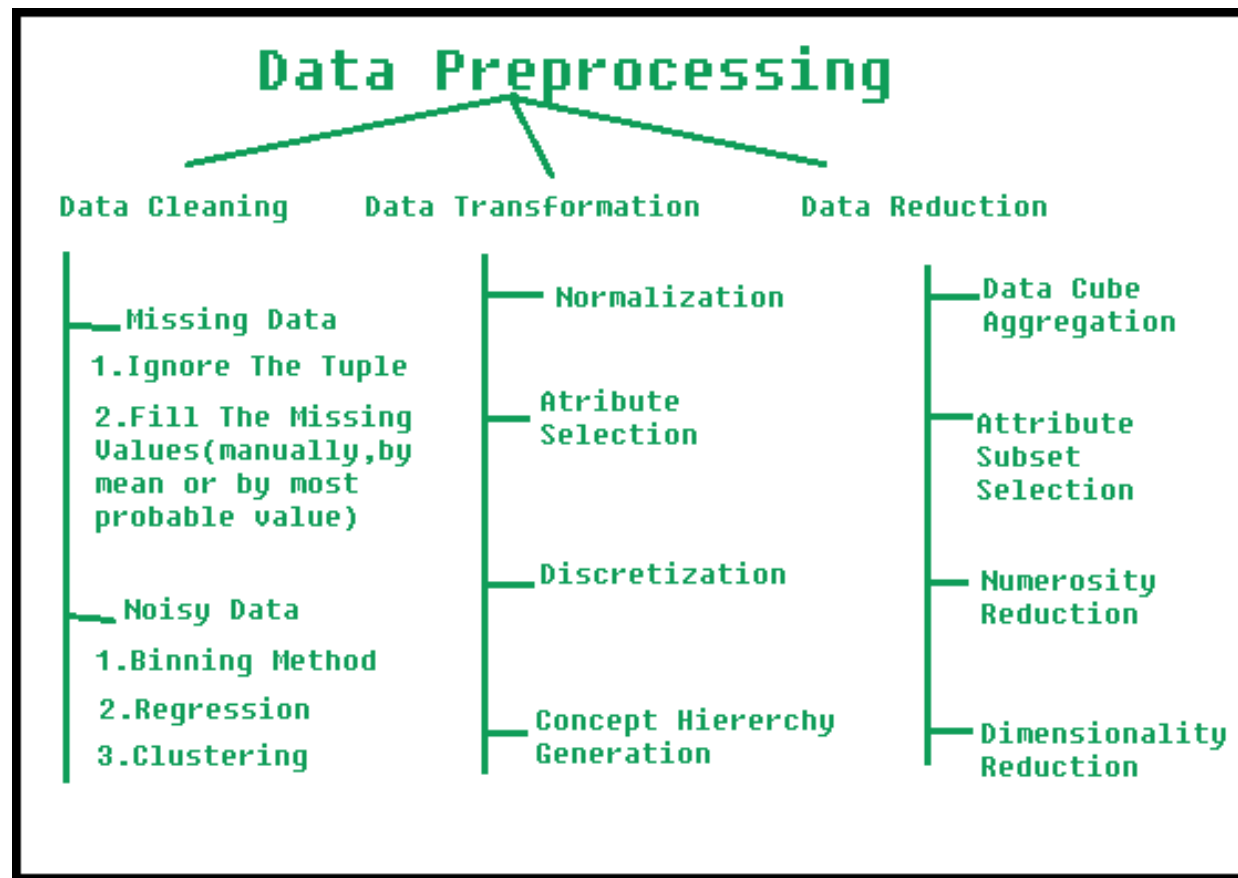 Data Preprocessing
Data Cleaning
Data Transformation
Data Reduction
Missing Data
1.Ignore The Tuple
2.Fill The Missing
Values(manually,by
mean or by most
probable value)
Noisy Data
1.Binning Method
2.Regression
3.Clustering
Normalization
Atribute
Selection
Discretization
Concept Hiererchy
Generation
Data Cube
Aggregation
Attribute
Subset
Selection
Numerosity
Reduction
Dimensionality
Reduction